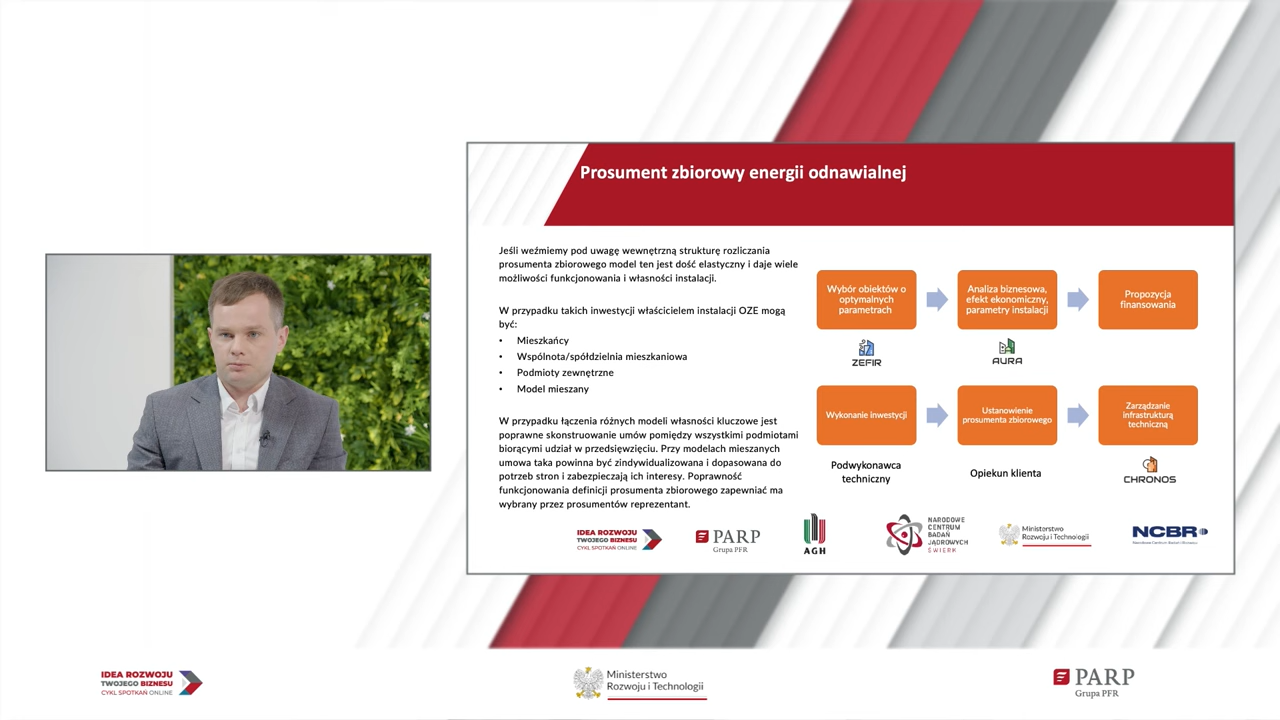 Prosument zbiorowy energii odnawialnej
Jeśli weźmiemy pod uwagę wewnętrzną strukturę rozliczania
prosumenta zbiorowego model ten jest dość elastyczny i daje wiele
możliwości funkcjonowania i własności instalacji.
W przypadku takich inwestycji właścicielem instalacji OZE mogą
być:
• Mieszkańcy
• Wspólnota/spółdzielnia mieszkaniowa
• Podmioty zewnętrzne
• Model mieszany
W przypadku łączenia różnych modeli własności kluczowe jest
poprawne skonstruowanie umów pomiędzy wszystkimi podmiotami
biorącymi udział w przedsięwzięciu. Przy modelach mieszanych
umowa taka powinna być zindywidualizowana i dopasowana do
potrzeb stron i zabezpieczają ich interesy. Poprawność
funkcjonowania definicji prosumenta zbiorowego zapewniać ma
wybrany przez prosumentów reprezentant.
Wybór obiektów o
optymalnych
parametrach
Analiza biznesowa,
efekt ekonomiczny,
parametry instalacji
Propozycja
finansowania
ZEFIR
AURA
Wykonanie inwestycji
Ustanowienie
prosumenta zbiorowego
Zarządzanie
infrastrukturą
techniczną
Podwykonawca
techniczny
Opiekun klienta
CHRONOS
IDEA ROZWOJU
TWOJEGO BIZNESU
CYKL SPOTKAŃ ONLINE
PARP
Grupa PFR
AGH
NARODOWE
CENTRUM
BADAŃ
JĄDROWYCH
ŚWIERK
Ministerstwo
Rozwoju i Technologii
NCBR
IDEA ROZWOJU
TWOJEGO BIZNESU
CYKL SPOTKAŃ ONLINE
Ministerstwo
Rozwoju i Technologii
PARP
Grupa PFR